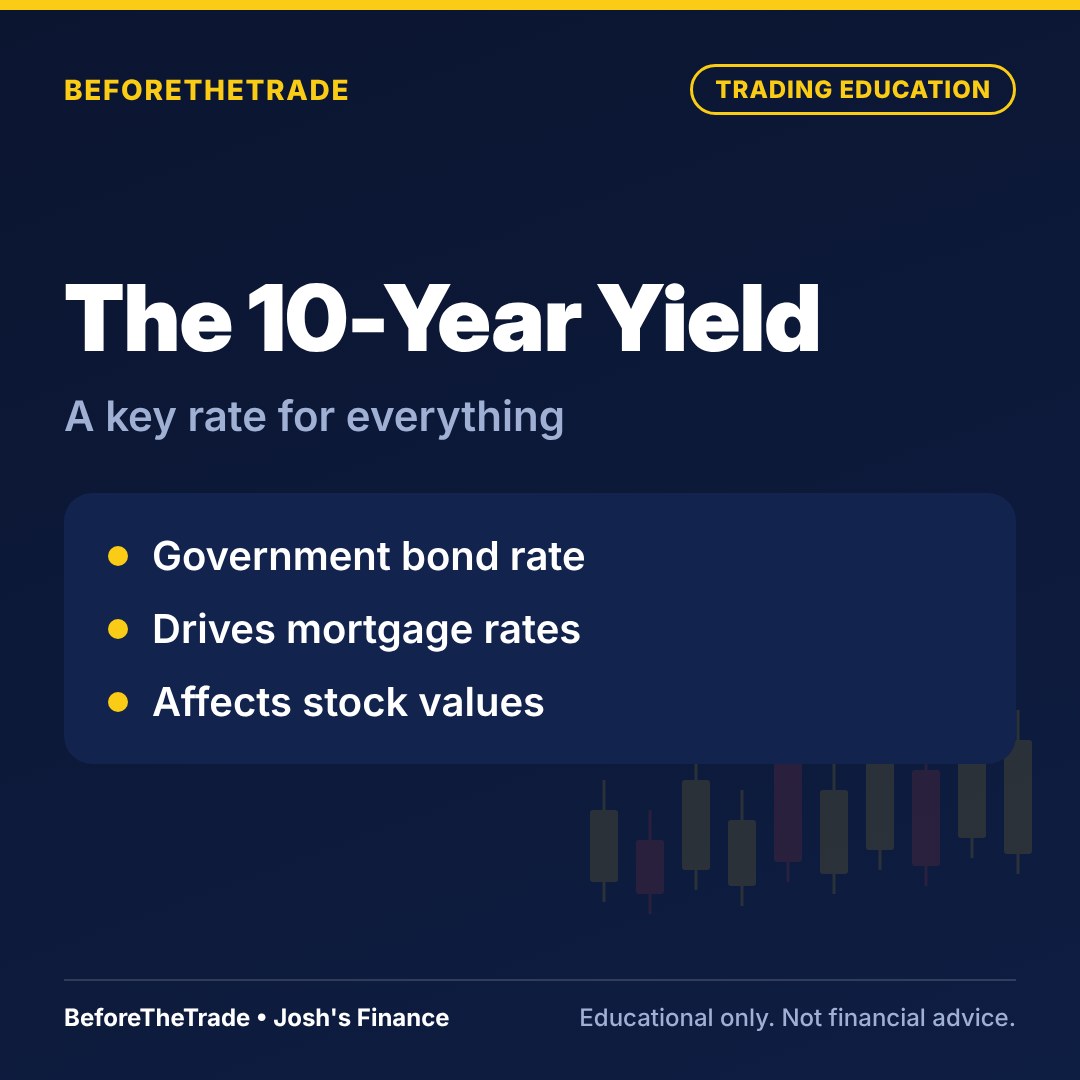 BEFORETHETRADE
TRADING EDUCATION
The 10-Year Yield
A key rate for everything
Government bond rate
Drives mortgage rates
Affects stock values
BeforeTheTrade • Josh's Finance
Educational only. Not financial advice.